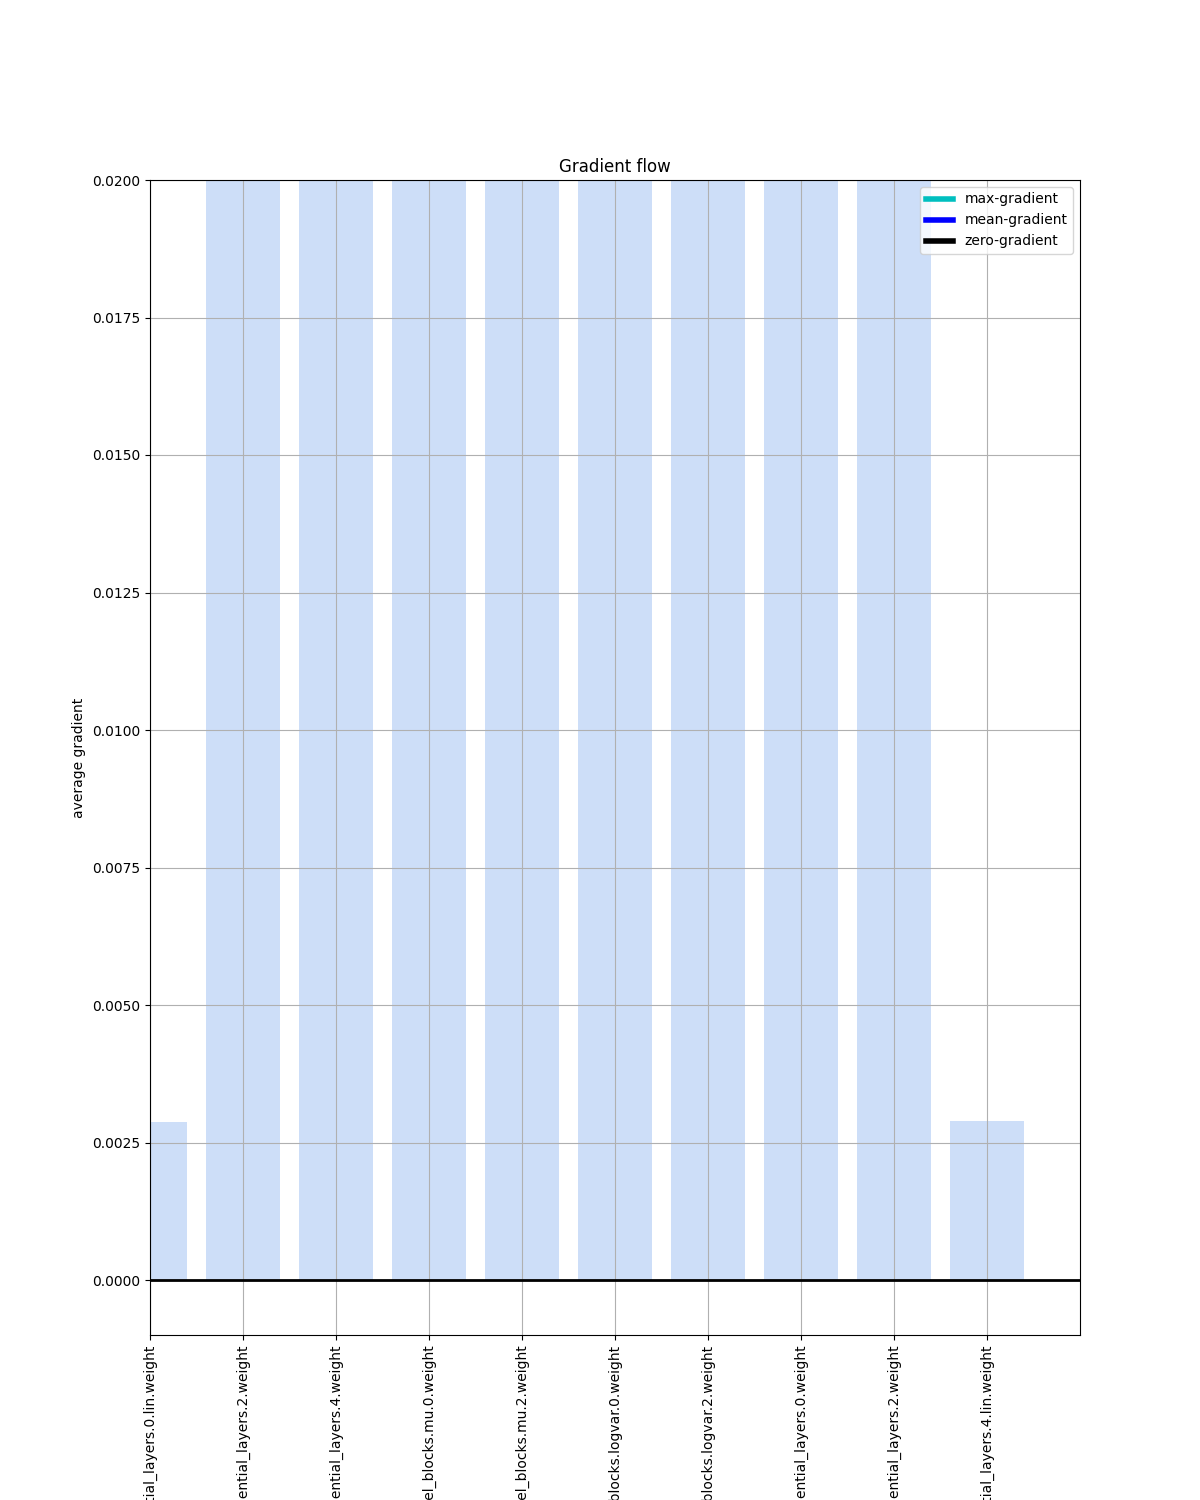 Gradient flow
max-gradient
mean-gradient
zero-gradient
0.0200
0.0175
0.0150
0.0125
0.0100
0.0075
0.0050
0.0025
0.0000
average gradient
tial_layers.0.lin.weight
ential_layers.2.weight
ential_layers.4.weight
el_blocks.mu.0.weight
el_blocks.mu.2.weight
blocks.logvar.0.weight
blocks.logvar.2.weight
ential_layers.0.weight
ential_layers.2.weight
tial_layers.4.lin.weight